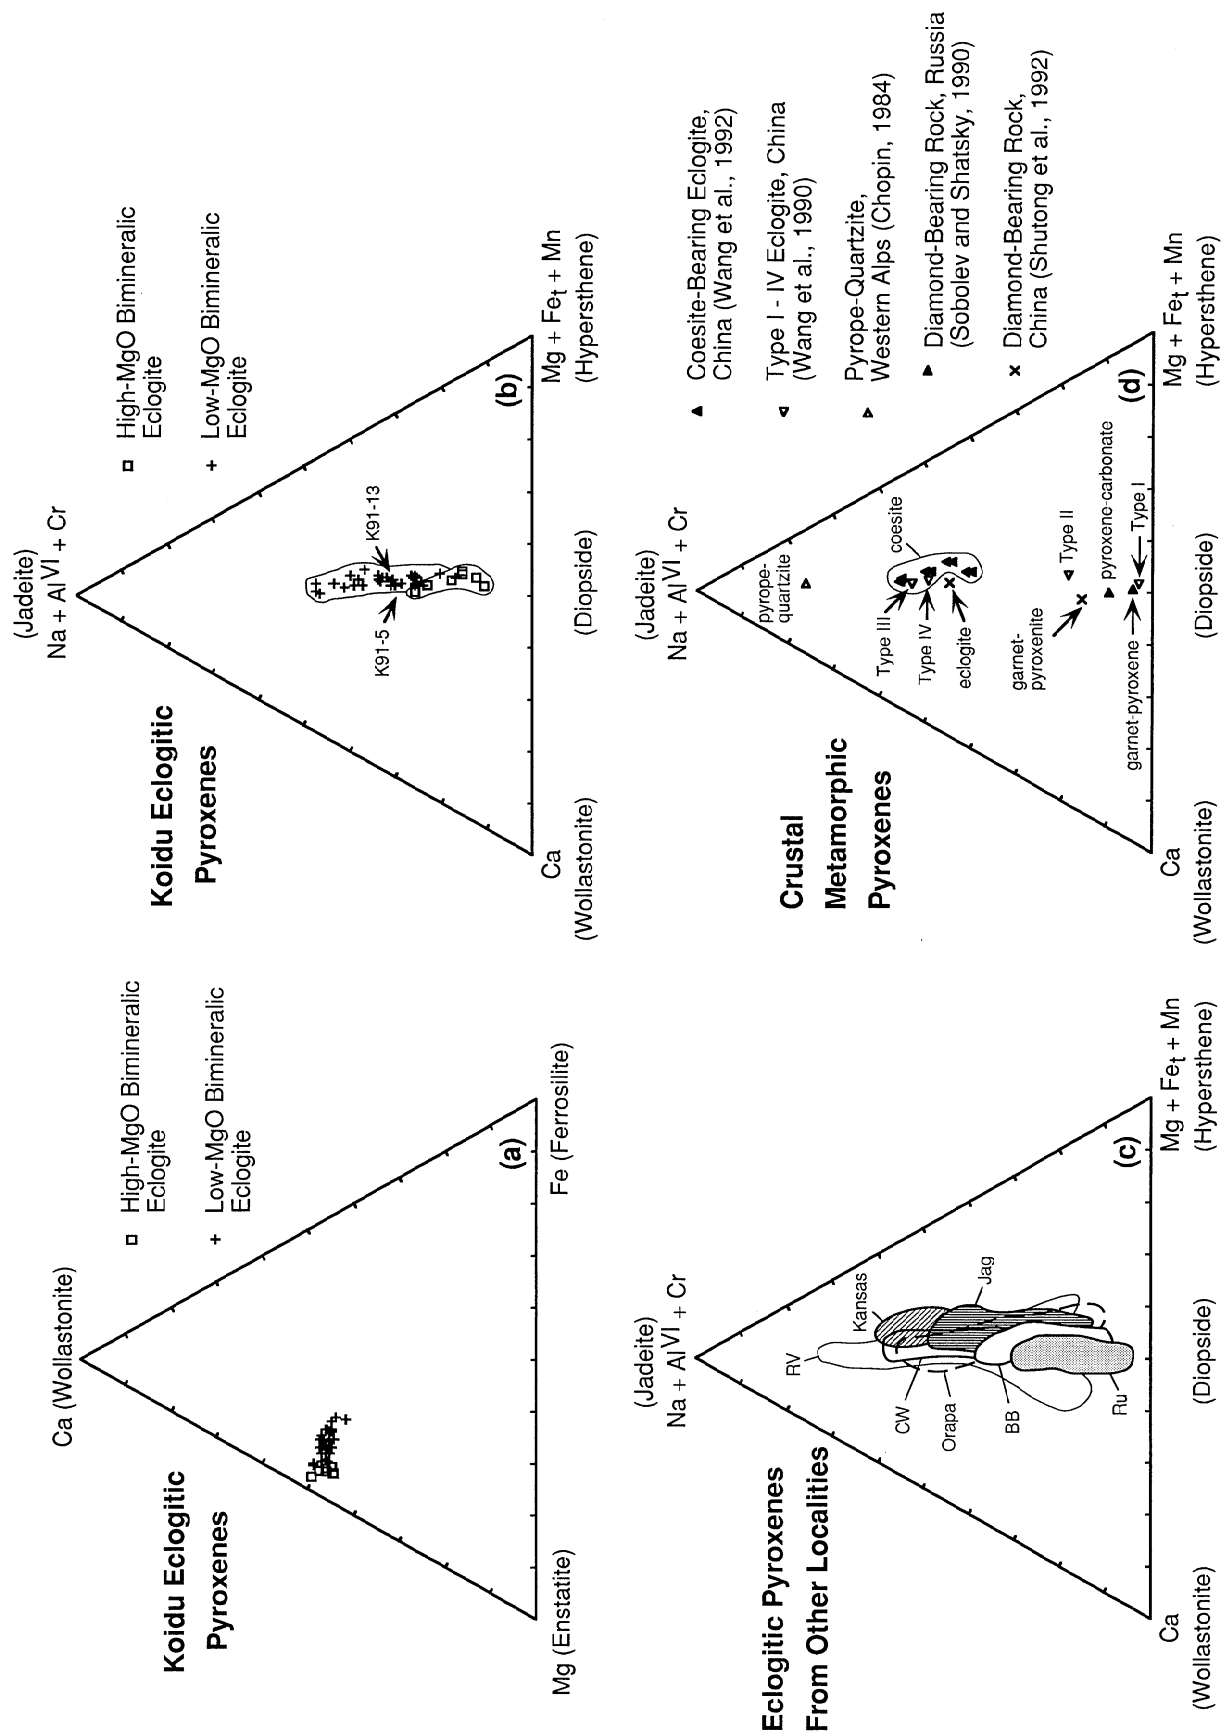 Ca (Wollastonite)
Koidu Eclogitic
Pyroxenes
High-MgO Bimineralic
Eclogite
Low-MgO Bimineralic
Eclogite
(a)
Mg (Enstatite)
Fe (Ferrosilite)
(Jadeite)
Na + Al^VI + Cr
Koidu Eclogitic
Pyroxenes
High-MgO Bimineralic
Eclogite
Low-MgO Bimineralic
Eclogite
K91-13
K91-5
(b)
Ca
(Wollastonite)
(Diopside)
Mg + Fe_t + Mn
(Hypersthene)
(Jadeite)
Na + Al^VI + Cr
Eclogitic Pyroxenes
From Other Localities
RV
Kansas
Jag
CW
Orapa
BB
Ru
(c)
Ca
(Wollastonite)
(Diopside)
Mg + Fe_t + Mn
(Hypersthene)
(Jadeite)
Na + Al^VI + Cr
Crustal
Metamorphic
Pyroxenes
pyrope-
quartzite
coesite
Type III
Type IV
eclogite
garnet-
pyroxenite
Type II
pyroxene-carbonate
garnet-pyroxene
Type I
(d)
Ca
(Wollastonite)
(Diopside)
Mg + Fe_t + Mn
(Hypersthene)
Coesite-Bearing Eclogite,
China (Wang et al., 1992)
Type I - IV Eclogite, China
(Wang et al., 1990)
Pyrope-Quartzite,
Western Alps (Chopin, 1984)
Diamond-Bearing Rock, Russia
(Sobolev and Shatsky, 1990)
Diamond-Bearing Rock,
China (Shutong et al., 1992)